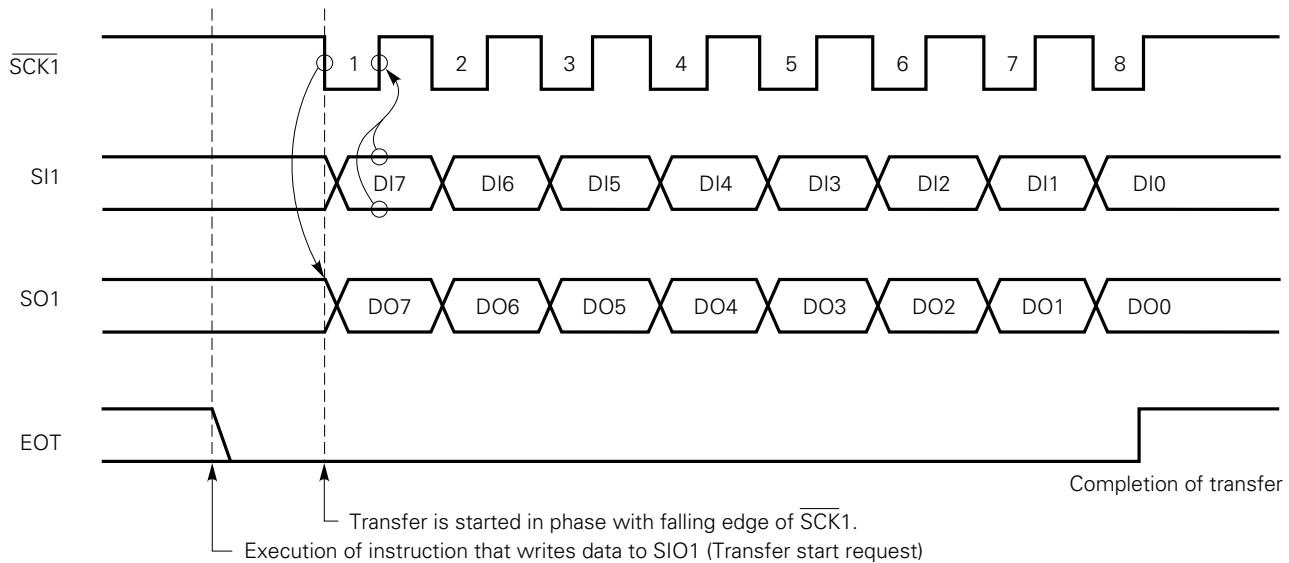 SCK1 1 2 3 4 5 6 7 8
SI1 DI7 DI6 DI5 DI4 DI3 DI2 DI1 DI0
SO1 DO7 DO6 DO5 DO4 DO3 DO2 DO1 DO0
EOT
Completion of transfer
Transfer is started in phase with falling edge of SCK1.
Execution of instruction that writes data to SIO1 (Transfer start request)